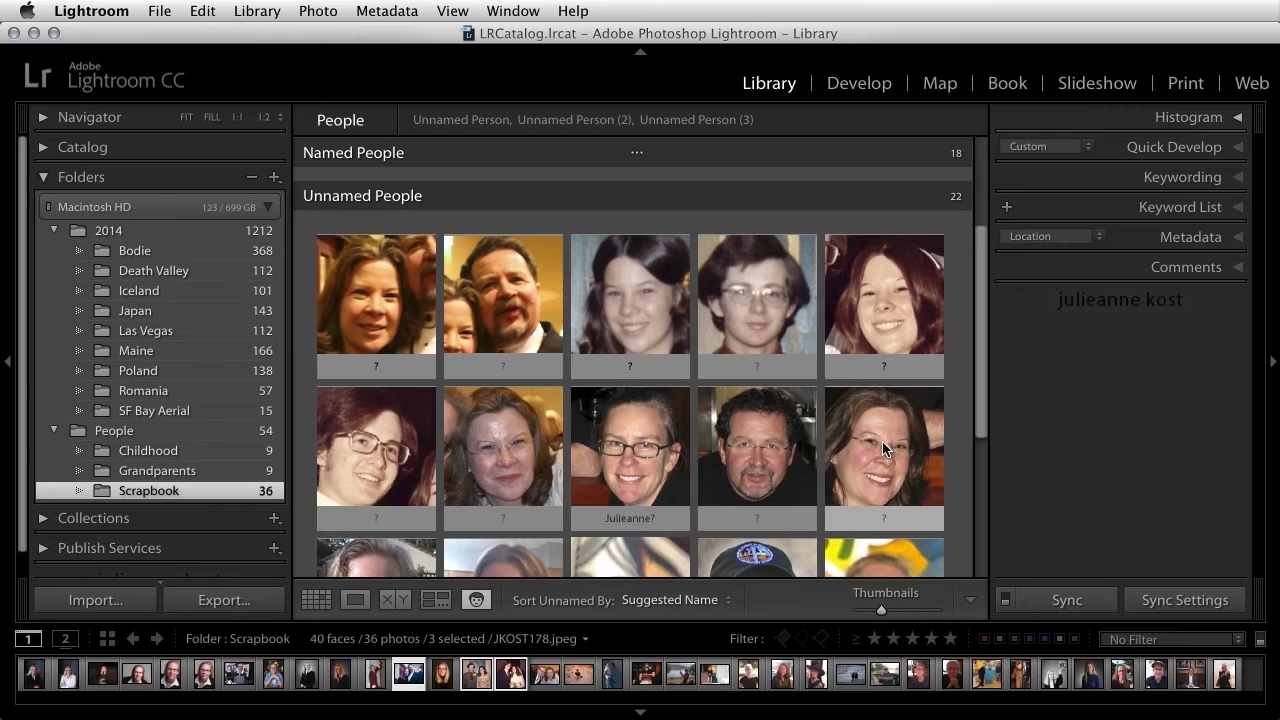 Lightroom File Edit Library Photo Metadata View Window Help
LRCatalog.lrcat – Adobe Photoshop Lightroom – Library
Lr Adobe Lightroom CC
Library | Develop | Map | Book | Slideshow | Print | Web
Navigator FIT FILL 1:1 1:2
Catalog
Folders
Macintosh HD 123 / 699 GB
2014 1212
Bodie 368
Death Valley 112
Iceland 101
Japan 143
Las Vegas 112
Maine 166
Poland 138
Romania 57
SF Bay Aerial 15
People 54
Childhood 9
Grandparents 9
Scrapbook 36
Collections
Publish Services
Import... Export...
People Unnamed Person, Unnamed Person (2), Unnamed Person (3)
Named People ... 18
Unnamed People 22
? ? ? ? ?
? ? Julieanne? ? ?
Sort Unnamed By: Suggested Name Thumbnails
Histogram
Custom Quick Develop
Keywording
Keyword List
Location Metadata
Comments
julieanne kost
Sync Sync Settings
1 2 Folder : Scrapbook 40 faces /36 photos /3 selected /JKOST178.jpeg Filter : ≥ ★★★★★ No Filter